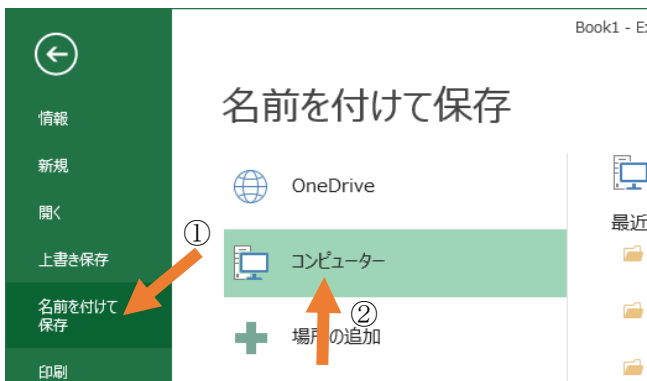 Book1 - E
情報
新規
開く
上書き保存
名前を付けて
保存
印刷
①
名前を付けて保存
OneDrive
コンピューター
②
場所の追加
最近